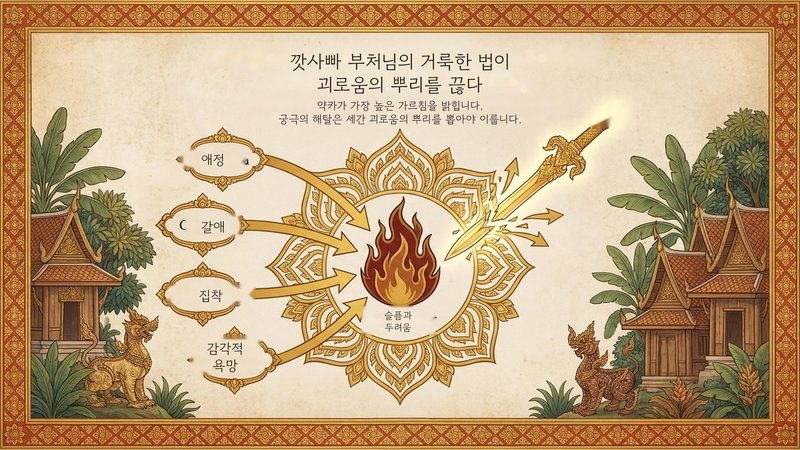 깟사빠 부처님의 거룩한 법이
괴로움의 뿌리를 끊다
약카가 가장 높은 가르침을 밝힙니다.
궁극의 해탈은 세간 괴로움의 뿌리를 뽑아야 이룹니다.
애정
갈애
집착
감각적
욕망
슬픔과
두려움